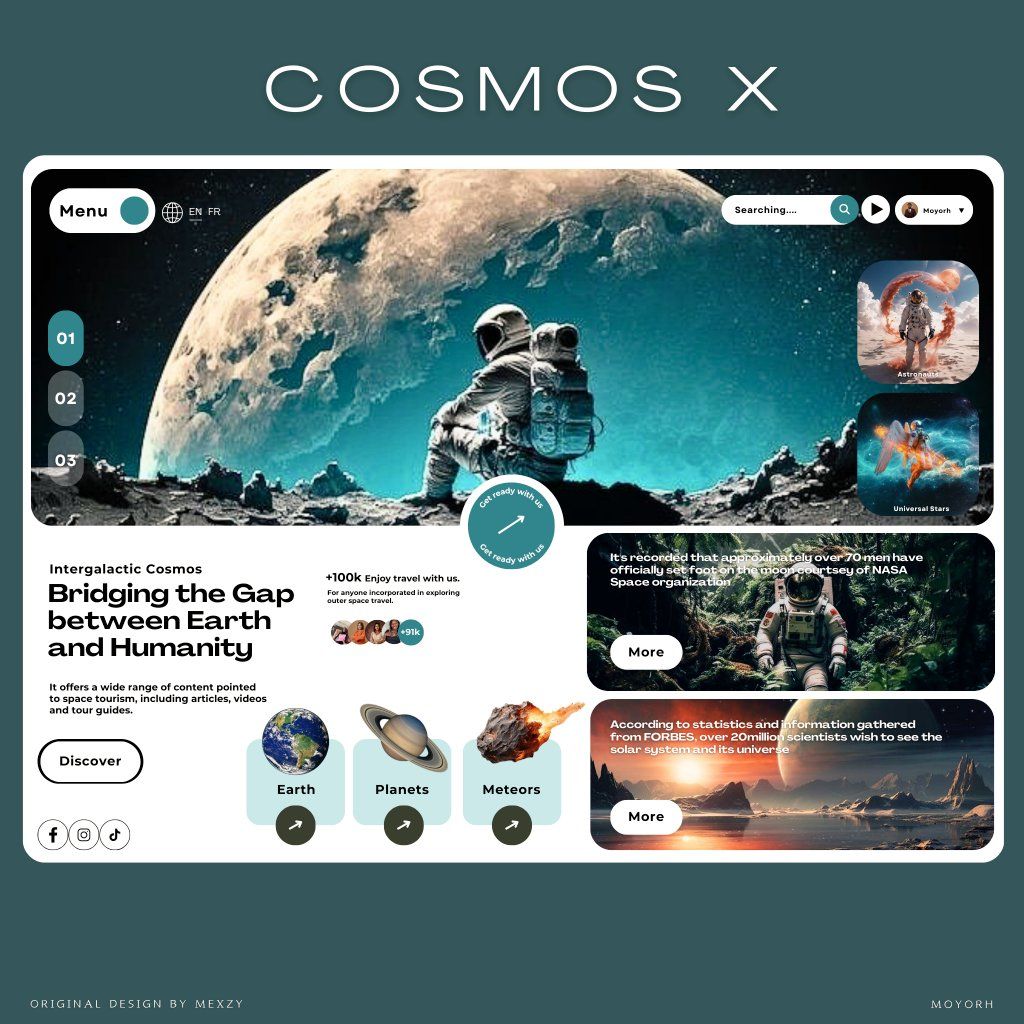 COSMOS X
Menu
EN FR
Searching....
Moyorh
01
02
03
Astronauts
Universal Stars
Get ready with us
Get ready with us
Intergalactic Cosmos
Bridging the Gap
between Earth
and Humanity
+100k Enjoy travel with us.
For anyone incorporated in exploring
outer space travel.
+91k
It offers a wide range of content pointed
to space tourism, including articles, videos
and tour guides.
Discover
Earth
Planets
Meteors
It's recorded that approximately over 70 men have
officially set foot on the moon courtsey of NASA
Space organization
More
According to statistics and information gathered
from FORBES, over 20million scientists wish to see the
solar system and its universe
More
ORIGINAL DESIGN BY MEXZY
MOYORH